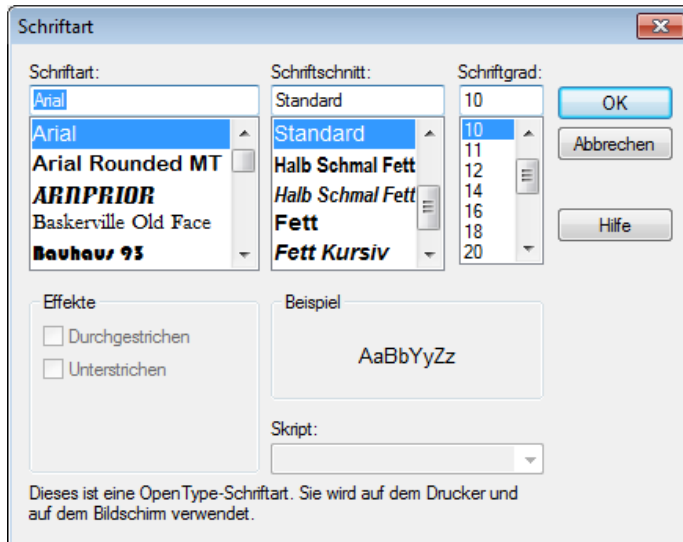 Schriftart
Schriftart:
Arial
Arial
Arial Rounded MT
ARNPRIOR
Baskerville Old Face
Bauhaus 93
Schriftschnitt:
Standard
Standard
Halb Schmal Fett
Halb Schmal Fett
Fett
Fett Kursiv
Schriftgrad:
10
10
11
12
14
16
18
20
OK
Abbrechen
Hilfe
Effekte
Durchgestrichen
Unterstrichen
Beispiel
AaBbYyZz
Skript:
Dieses ist eine OpenType-Schriftart. Sie wird auf dem Drucker und
auf dem Bildschirm verwendet.